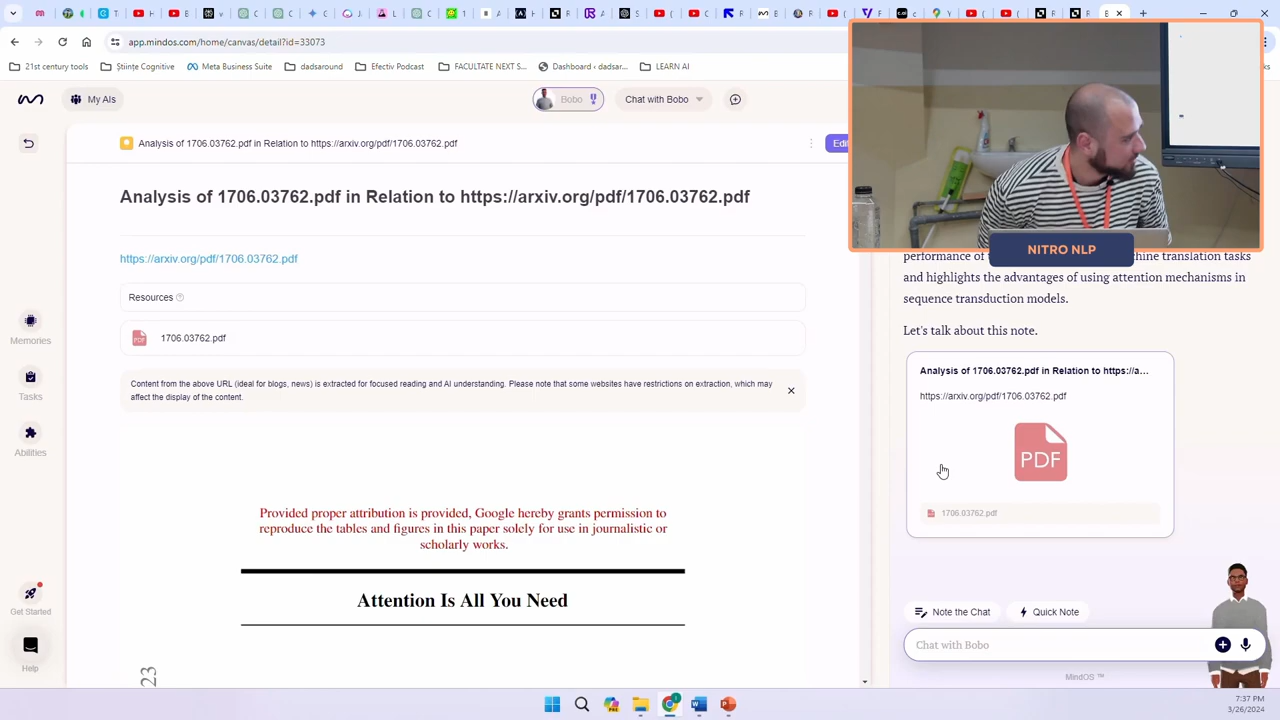 app.mindos.com/home/canvas/detail?id=33073
21st century tools
Științe Cognitive
Meta Business Suite
dadsaround
Efectiv Podcast
FACULTATE NEXT S...
Dashboard - dadsar...
LEARN AI
My AIs
Bobo
Chat with Bobo
Analysis of 1706.03762.pdf in Relation to https://arxiv.org/pdf/1706.03762.pdf
Analysis of 1706.03762.pdf in Relation to https://arxiv.org/pdf/1706.03762.pdf
https://arxiv.org/pdf/1706.03762.pdf
Resources
PDF
1706.03762.pdf
Content from the above URL (ideal for blogs, news) is extracted for focused reading and AI understanding. Please note that some websites have restrictions on extraction, which may
affect the display of the content.
Provided proper attribution is provided, Google hereby grants permission to
reproduce the tables and figures in this paper solely for use in journalistic or
scholarly works.
Attention Is All You Need
23
Memories
Tasks
Abilities
Get Started
Help
NITRO NLP
performance of
chine translation tasks
and highlights the advantages of using attention mechanisms in
sequence transduction models.
Let's talk about this note.
Analysis of 1706.03762.pdf in Relation to https://a...
https://arxiv.org/pdf/1706.03762.pdf
PDF
1706.03762.pdf
Note the Chat
Quick Note
Chat with Bobo
MindOS ™
7:37 PM
3/26/2024